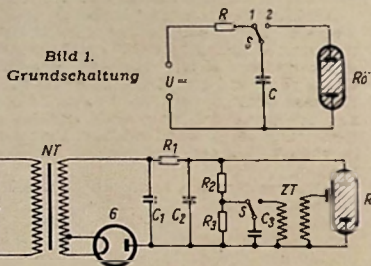 R 1 2
Bild 1.
Grundschaltung
S
U=
C
Rö
NT R₁
R₂ ZT
6 C₁ C₂ S
R₃ C₃
R